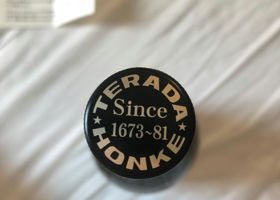 TERADA
Since
1673~81
HONKE